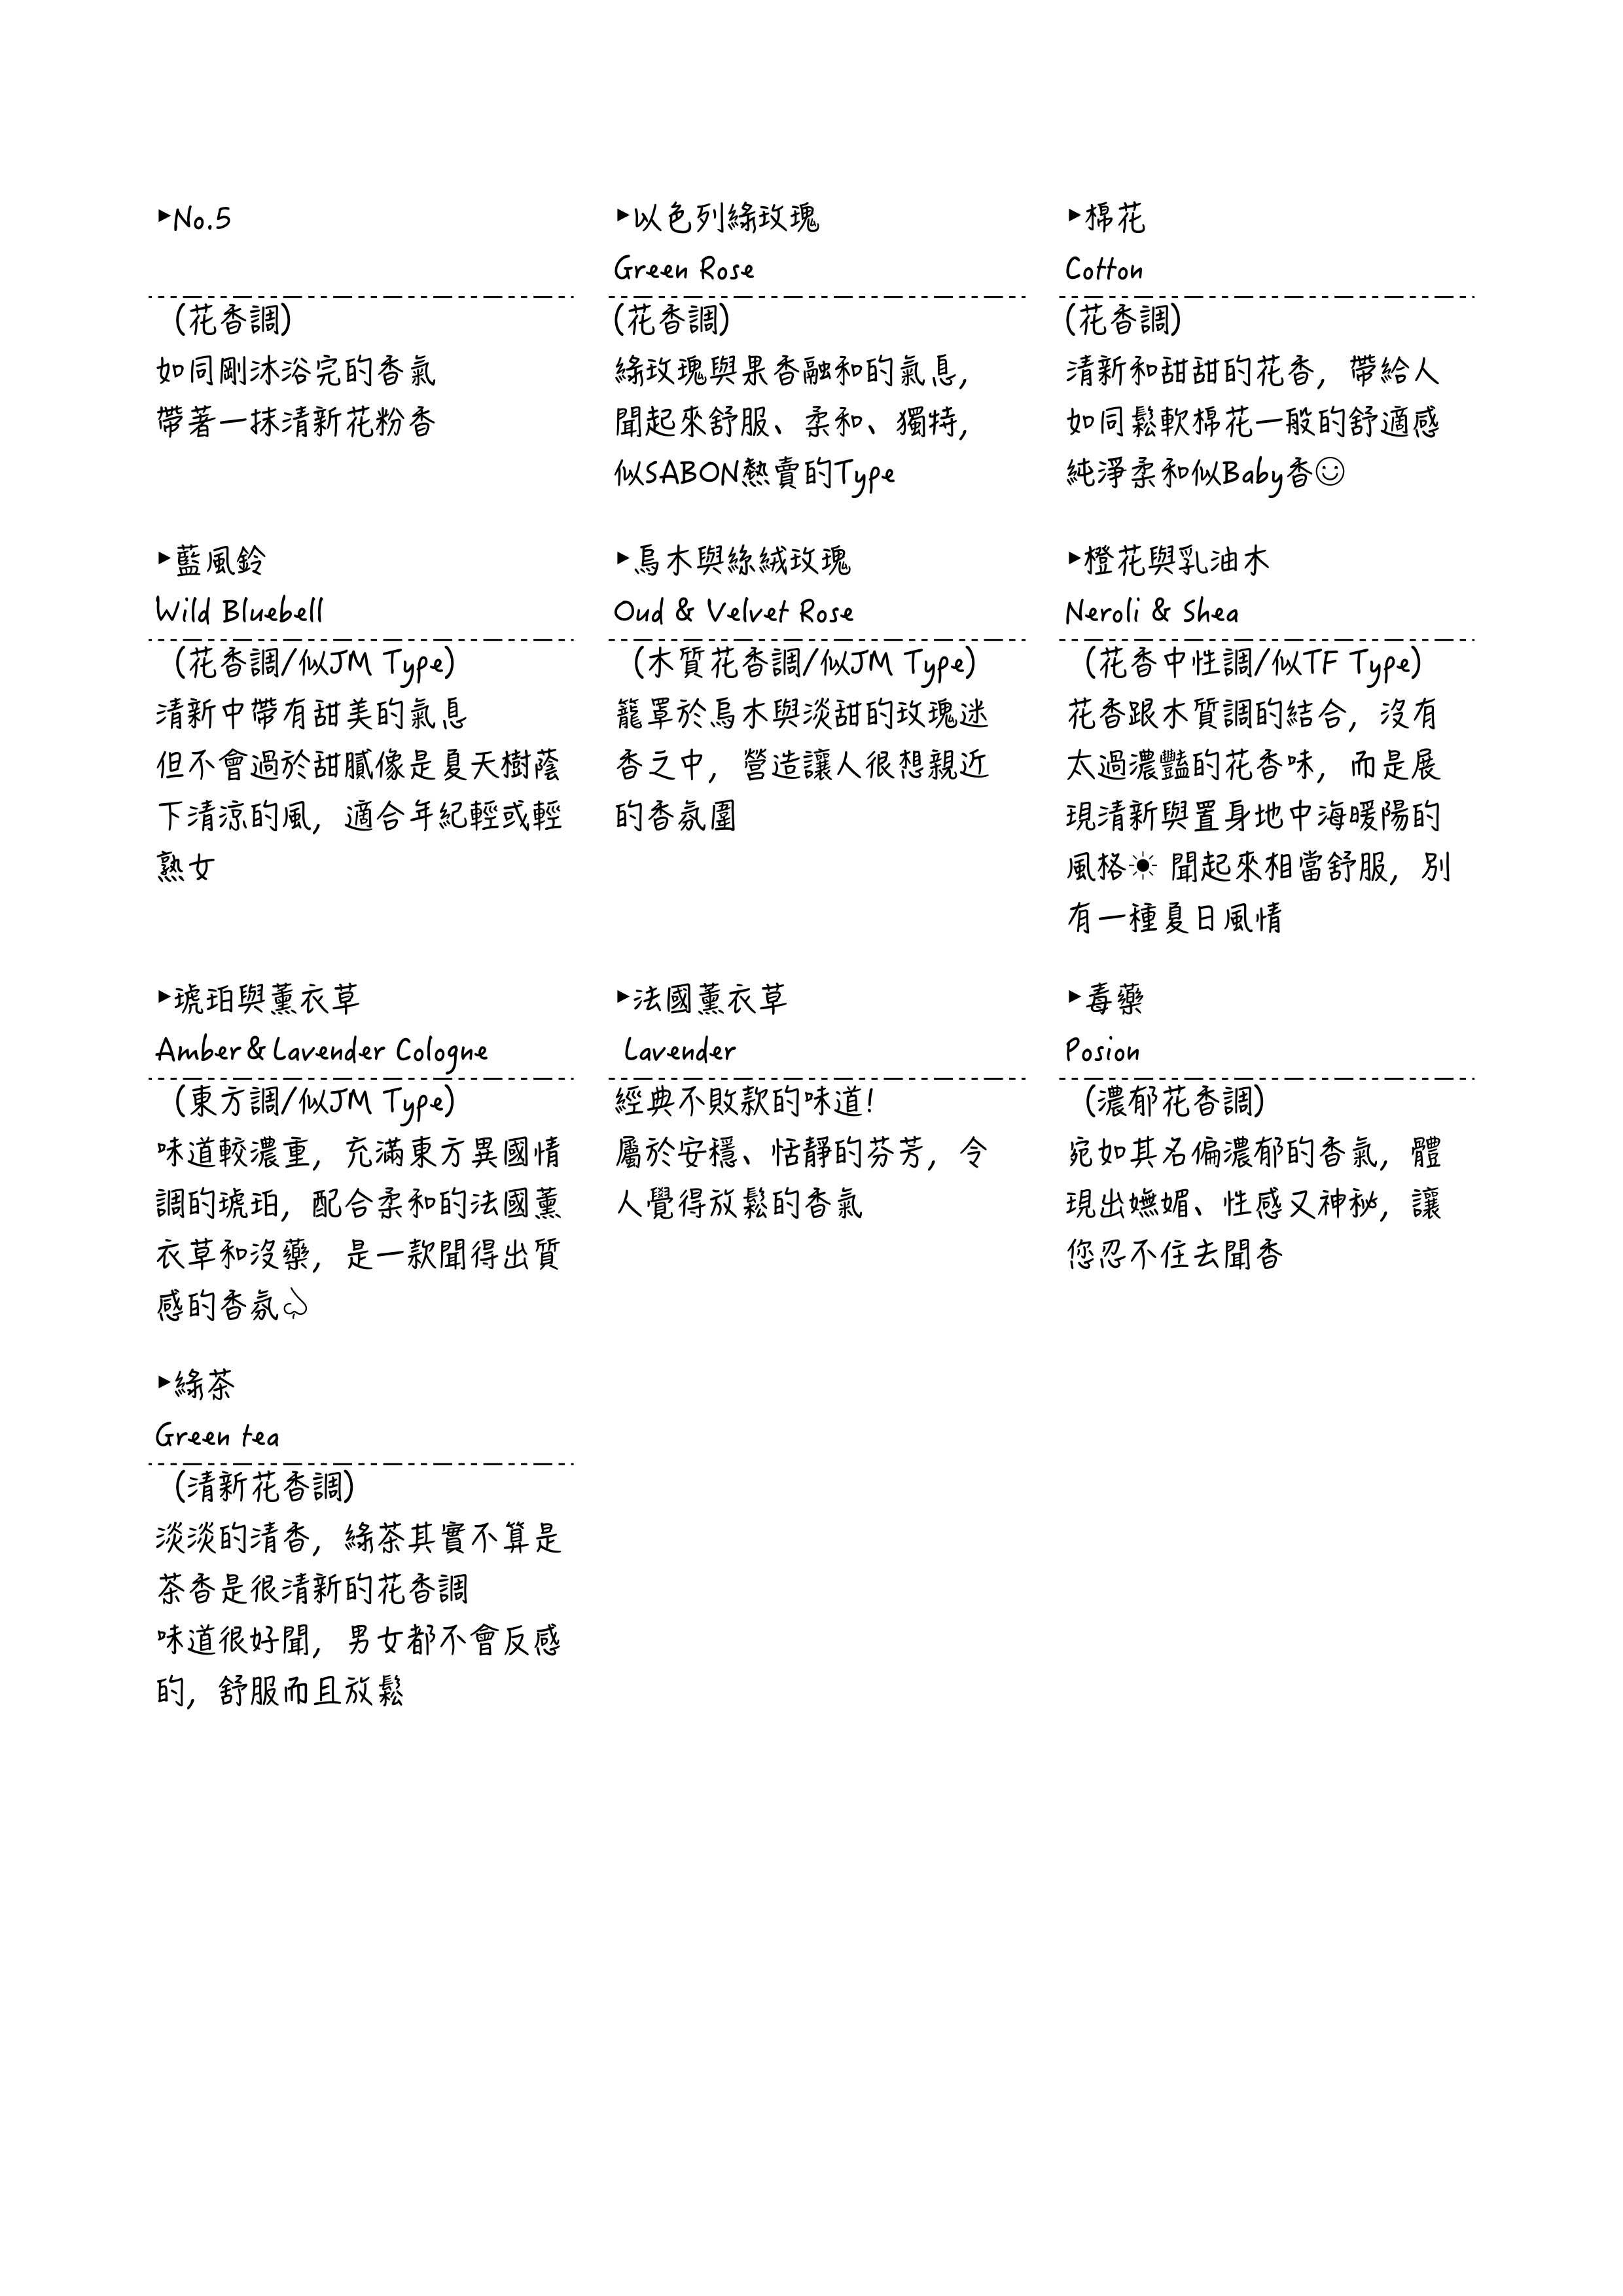 ▸No.5
(花香調)
如同剛沐浴完的香氣
帶著一抹清新花粉香
▸以色列綠玫瑰
Green Rose
(花香調)
綠玫瑰與果香融和的氣息,
聞起來舒服、柔和、獨特,
似SABON熱賣的Type
▸棉花
Cotton
(花香調)
清新和甜甜的花香, 帶給人
如同鬆軟棉花一般的舒適感
純淨柔和似Baby香☺
▸藍風鈴
Wild Bluebell
(花香調/似JM Type)
清新中帶有甜美的氣息
但不會過於甜膩像是夏天樹蔭
下清涼的風, 適合年紀輕或輕
熟女
▸烏木與絲絨玫瑰
Oud & Velvet Rose
(木質花香調/似JM Type)
籠罩於烏木與淡甜的玫瑰迷
香之中, 營造讓人很想親近
的香氛圍
▸橙花與乳油木
Neroli & Shea
(花香中性調/似TF Type)
花香跟木質調的結合, 沒有
太過濃豔的花香味, 而是展
現清新與置身地中海暖陽的
風格☀ 聞起來相當舒服, 別
有一種夏日風情
▸琥珀與薰衣草
Amber & Lavender Cologne
(東方調/似JM Type)
味道較濃重, 充滿東方異國情
調的琥珀, 配合柔和的法國薰
衣草和沒藥, 是一款聞得出質
感的香氛
▸法國薰衣草
Lavender
經典不敗款的味道!
屬於安穩、恬靜的芬芳, 令
人覺得放鬆的香氣
▸毒藥
Posion
(濃郁花香調)
宛如其名偏濃郁的香氣, 體
現出嫵媚、性感又神秘, 讓
您忍不住去聞香
▸綠茶
Green tea
(清新花香調)
淡淡的清香, 綠茶其實不算是
茶香是很清新的花香調
味道很好聞, 男女都不會反感
的, 舒服而且放鬆